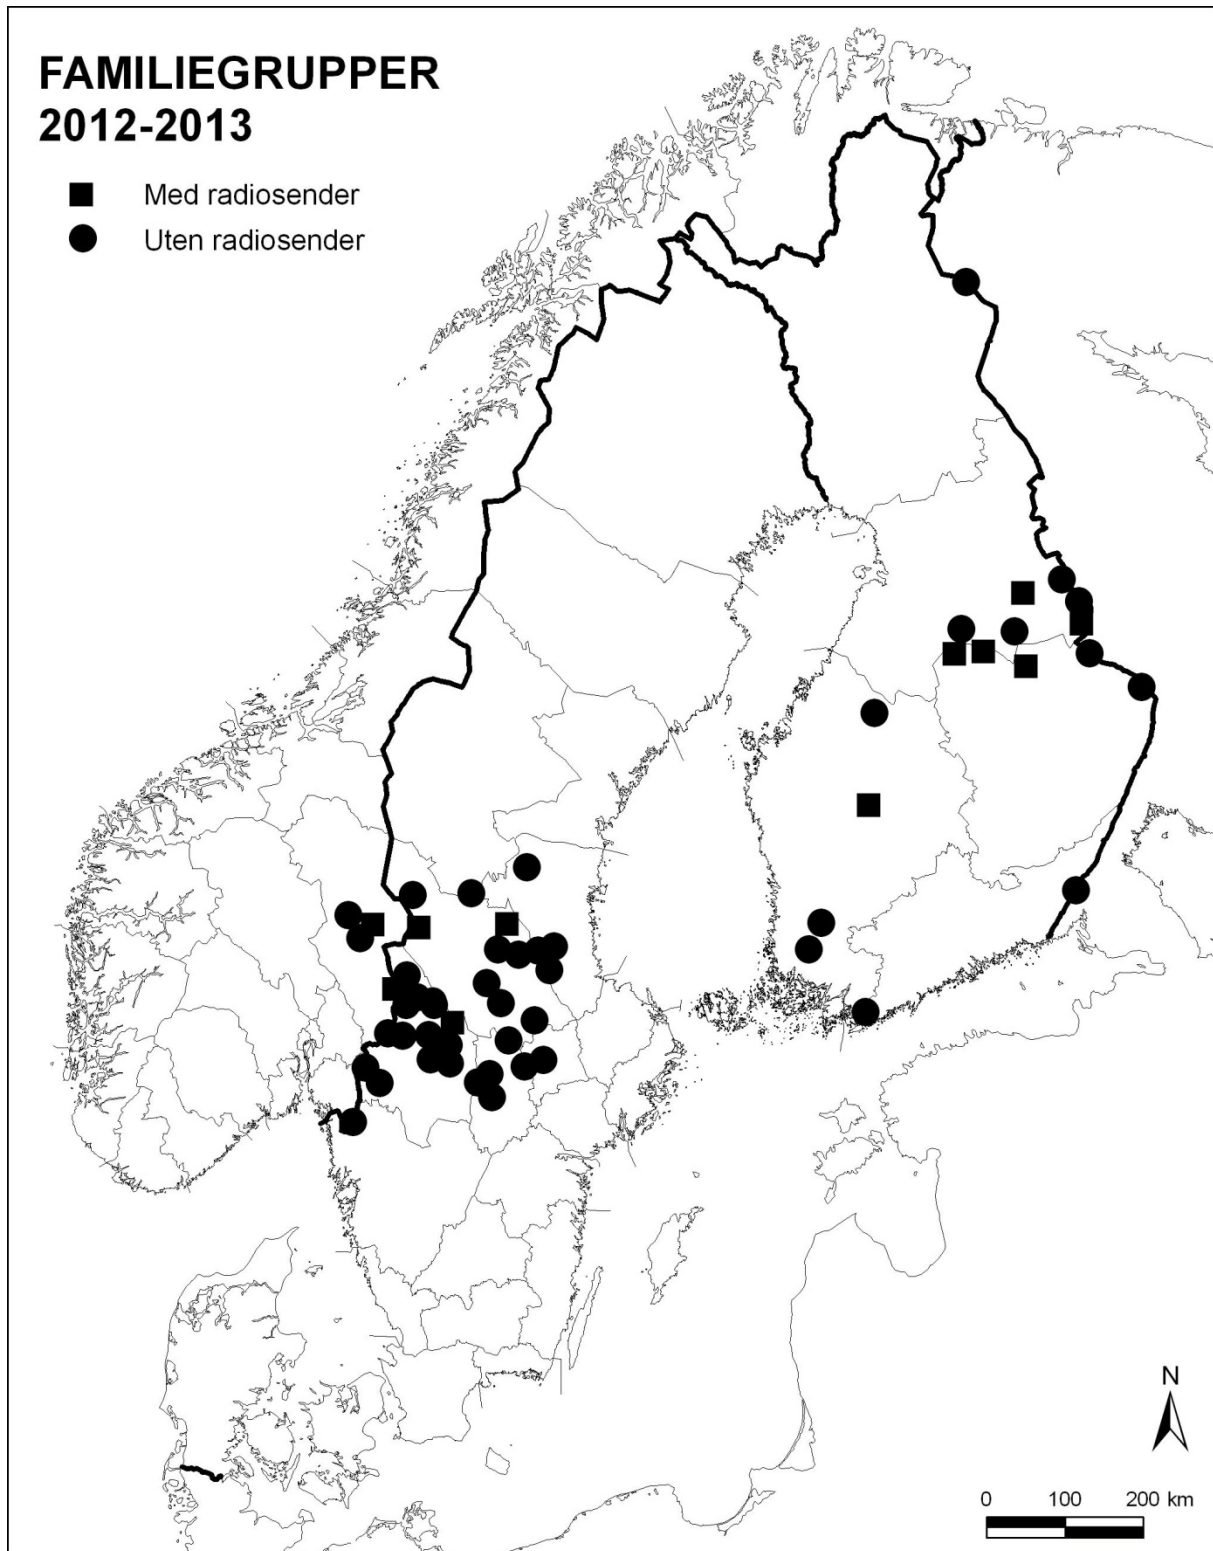 FAMILIEGRUPPER
2012-2013
Med radiosender
Uten radiosender
N
0 100 200 km